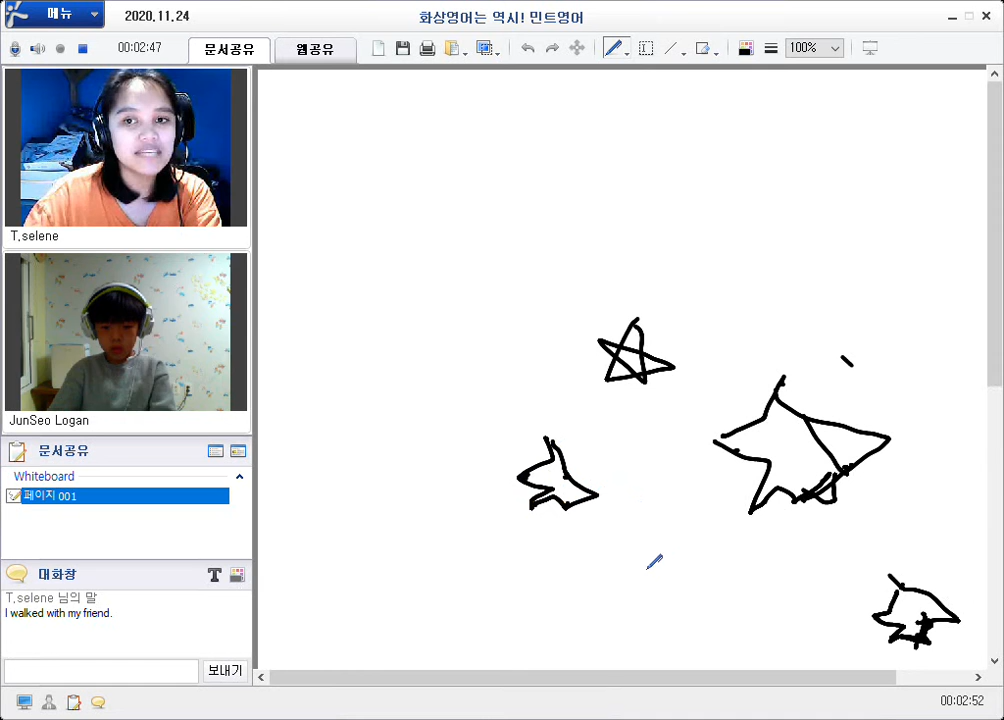 메뉴
2020.11.24
화상영어는 역시! 민트영어
00:02:47
문서공유
웹공유
100%
T.selene
JunSeo Logan
문서공유
Whiteboard
페이지 001
대화창
T.selene 님의 말
I walked with my friend.
보내기
00:02:52